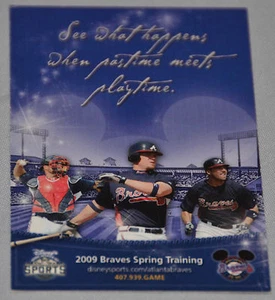 See what happens,
when pastime meets
playtime.
Braves
Disney
SPORTS
2009 Braves Spring Training
disneysports.com/atlantabraves
407.939.GAME